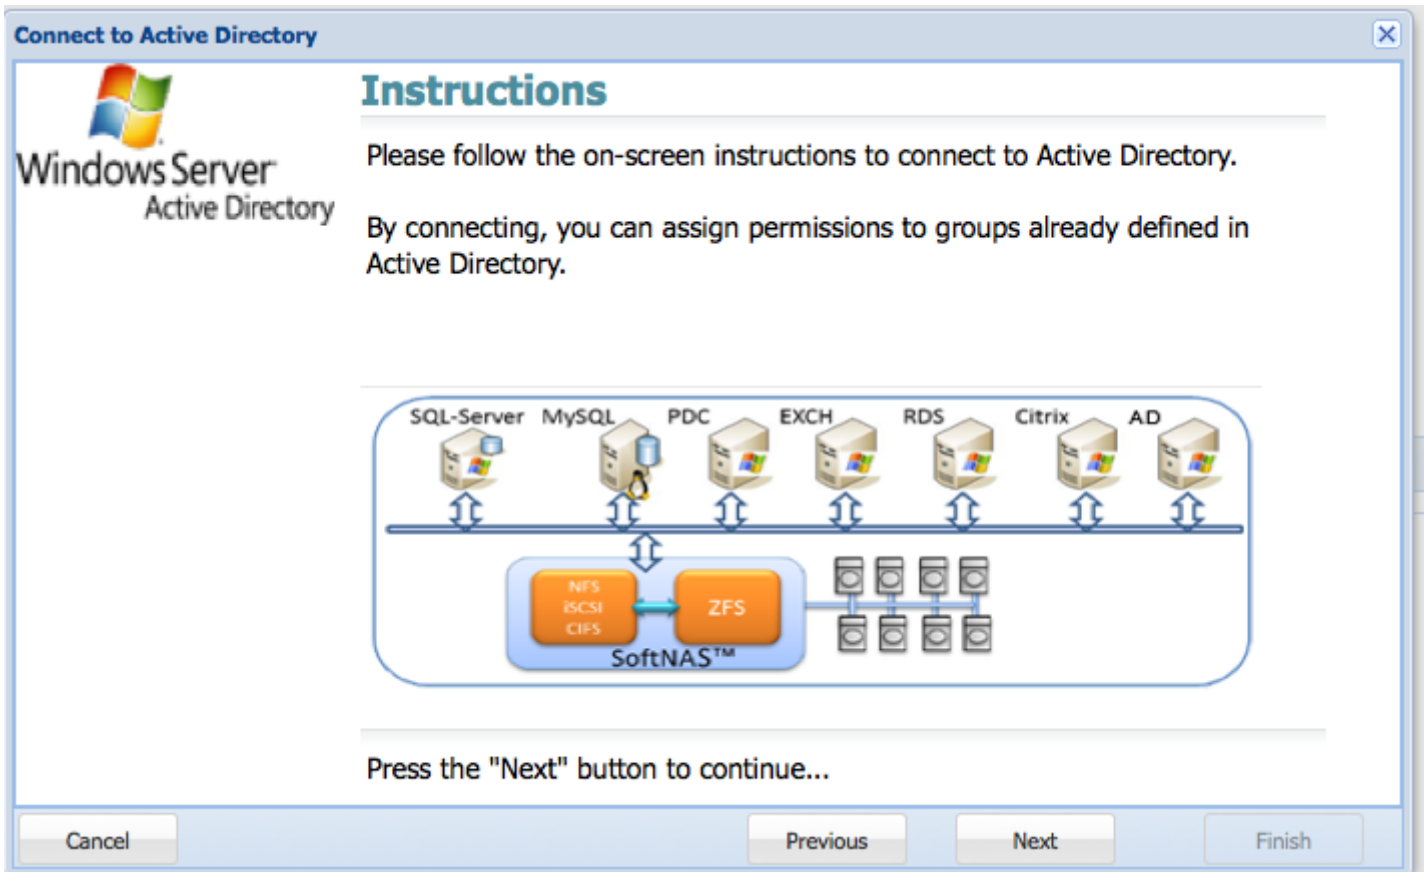 Connect to Active Directory
Windows Server
Active Directory
Instructions
Please follow the on-screen instructions to connect to Active Directory.
By connecting, you can assign permissions to groups already defined in
Active Directory.
SQL-Server MySQL PDC EXCH RDS Citrix AD
NFS
iSCSI
CIFS
ZFS
SoftNAS™
Press the "Next" button to continue...
Cancel Previous Next Finish